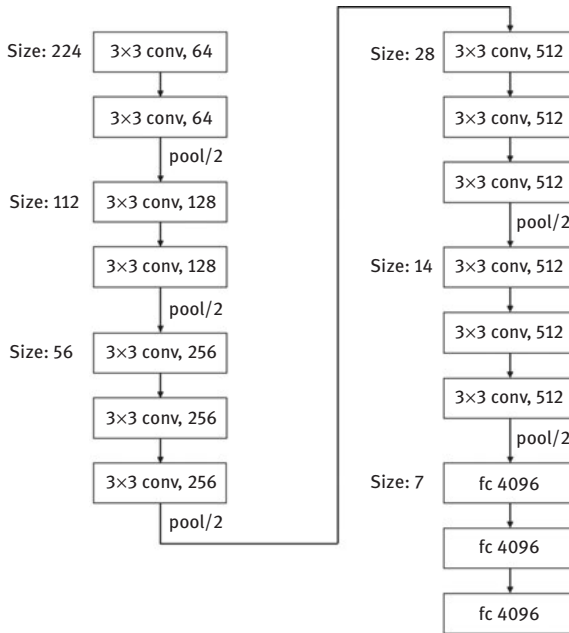 Size: 224
3×3 conv, 64
3×3 conv, 64
pool/2
Size: 112
3×3 conv, 128
3×3 conv, 128
pool/2
Size: 56
3×3 conv, 256
3×3 conv, 256
3×3 conv, 256
pool/2
Size: 28
3×3 conv, 512
3×3 conv, 512
3×3 conv, 512
pool/2
Size: 14
3×3 conv, 512
3×3 conv, 512
3×3 conv, 512
pool/2
Size: 7
fc 4096
fc 4096
fc 4096